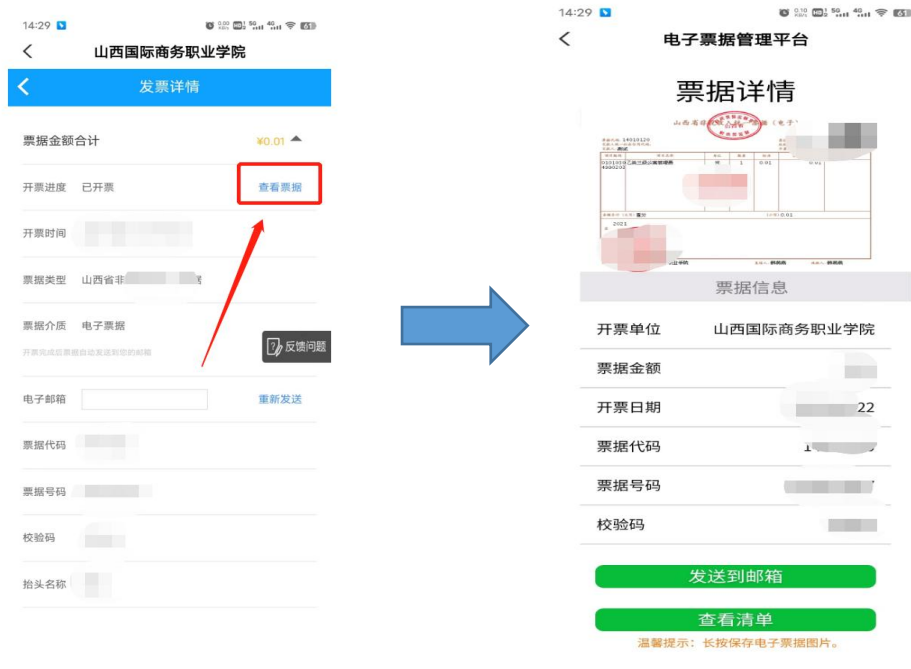 14:29
山西国际商务职业学院
发票详情
票据金额合计 ¥0.01
开票进度 已开票 查看票据
开票时间
票据类型 山西省非
票据介质 电子票据
开票完成后票据自动发送到您的邮箱
反馈问题
电子邮箱 重新发送
票据代码
票据号码
校验码
抬头名称
14:29
电子票据管理平台
票据详情
票据信息
开票单位 山西国际商务职业学院
票据金额
开票日期 22
票据代码
票据号码
校验码
发送到邮箱
查看清单
温馨提示：长按保存电子票据图片。